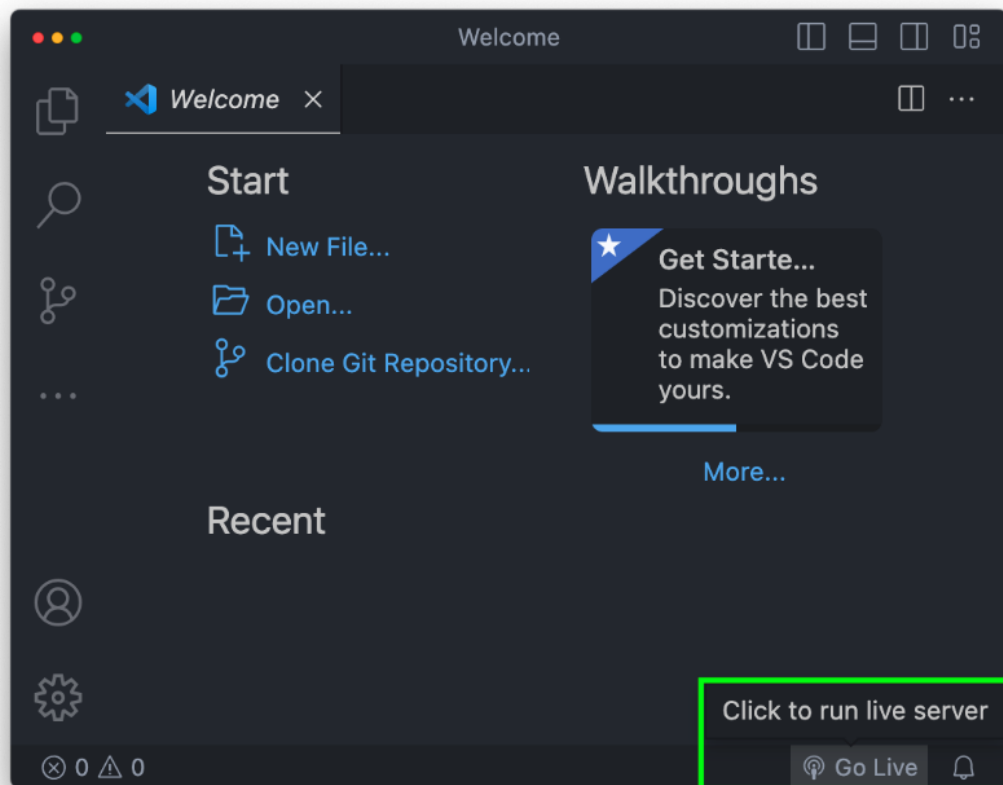 Welcome
Welcome
Start
New File...
Open...
Clone Git Repository...
Recent
Walkthroughs
Get Starte...
Discover the best
customizations
to make VS Code
yours.
More...
Click to run live server
0 0
Go Live